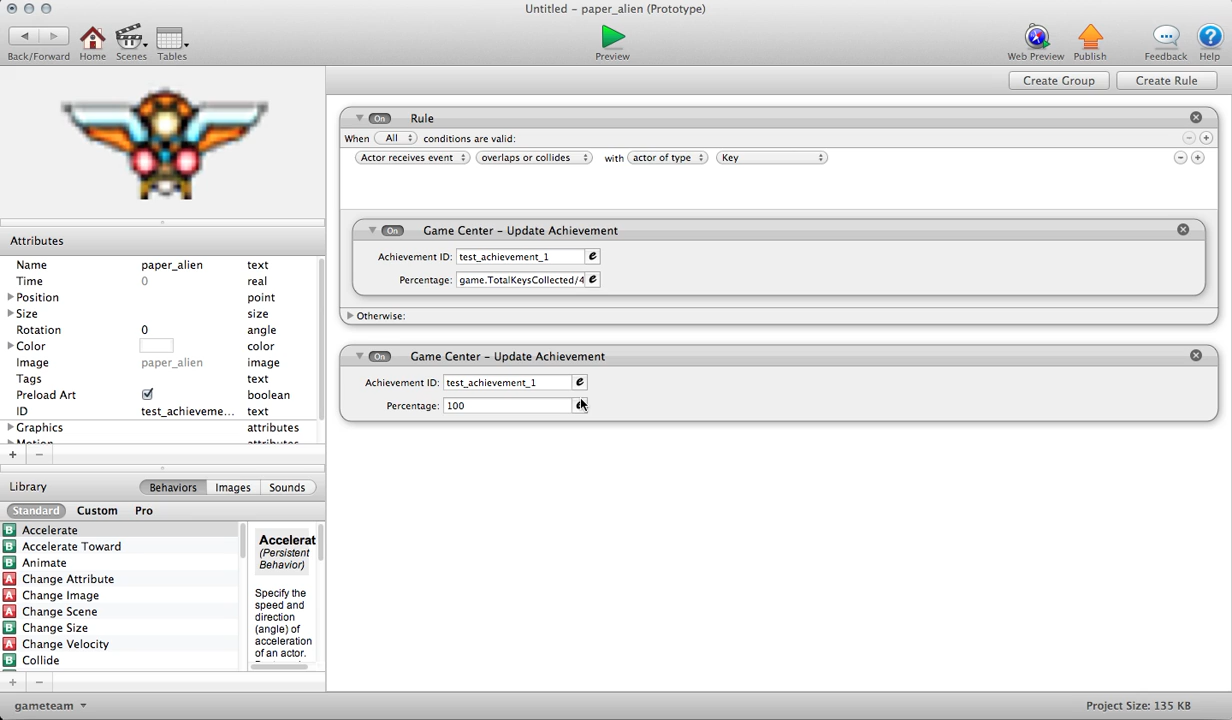 Untitled – paper_alien (Prototype)
Back/Forward Home Scenes Tables Preview Web Preview Publish Feedback Help
Create Group Create Rule
On Rule
When All conditions are valid:
Actor receives event overlaps or collides with actor of type Key
On Game Center – Update Achievement
Achievement ID: test_achievement_1 e
Percentage: game.TotalKeysCollected/4 e
Otherwise:
On Game Center – Update Achievement
Achievement ID: test_achievement_1 e
Percentage: 100
Attributes
Name paper_alien text
Time 0 real
Position point
Size size
Rotation 0 angle
Color color
Image paper_alien image
Tags text
Preload Art boolean
ID test_achieveme... text
Graphics attributes
Motion attributes
Library Behaviors Images Sounds
Standard Custom Pro
B Accelerate
B Accelerate Toward
B Animate
A Change Attribute
A Change Image
A Change Scene
B Change Size
A Change Velocity
B Collide
Accelerat
(Persistent
Behavior)
Specify the
speed and
direction
(angle) of
acceleration
of an actor.
gameteam Project Size: 135 KB